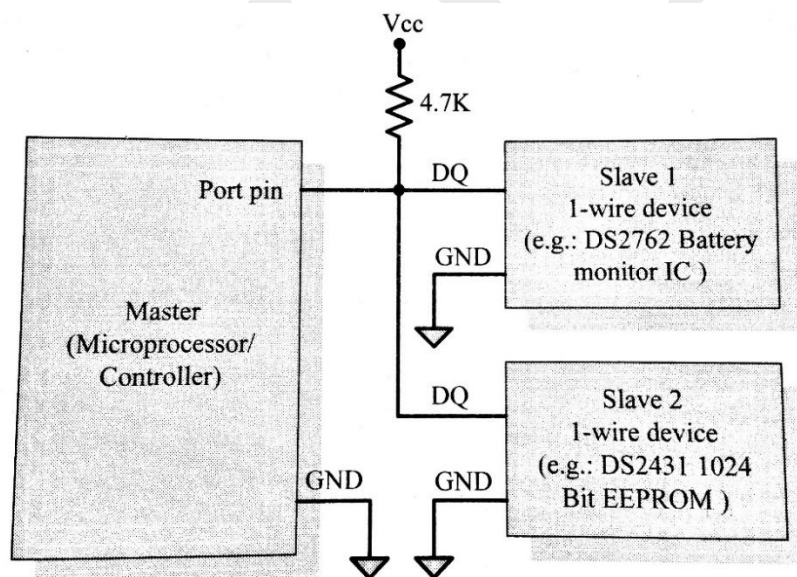 Vcc
4.7K
Port pin
DQ
Slave 1
1-wire device
(e.g.: DS2762 Battery
monitor IC )
GND
Master
(Microprocessor/
Controller)
DQ
Slave 2
1-wire device
(e.g.: DS2431 1024
Bit EEPROM )
GND
GND